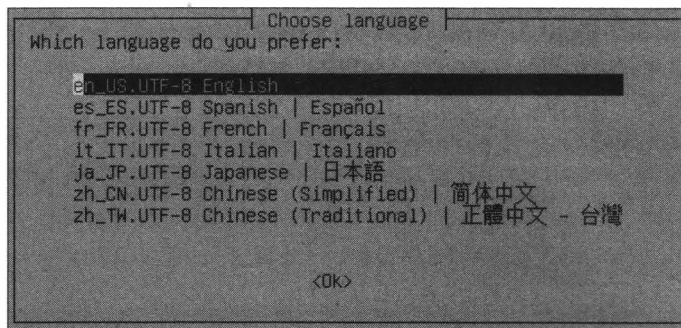 Choose language
Which language do you prefer:
en_US.UTF-8 English
es_ES.UTF-8 Spanish | Español
fr_FR.UTF-8 French | Français
it_IT.UTF-8 Italian | Italiano
ja_JP.UTF-8 Japanese | 日本語
zh_CN.UTF-8 Chinese (Simplified) | 简体中文
zh_TW.UTF-8 Chinese (Traditional) | 正體中文 - 台灣
<Ok>